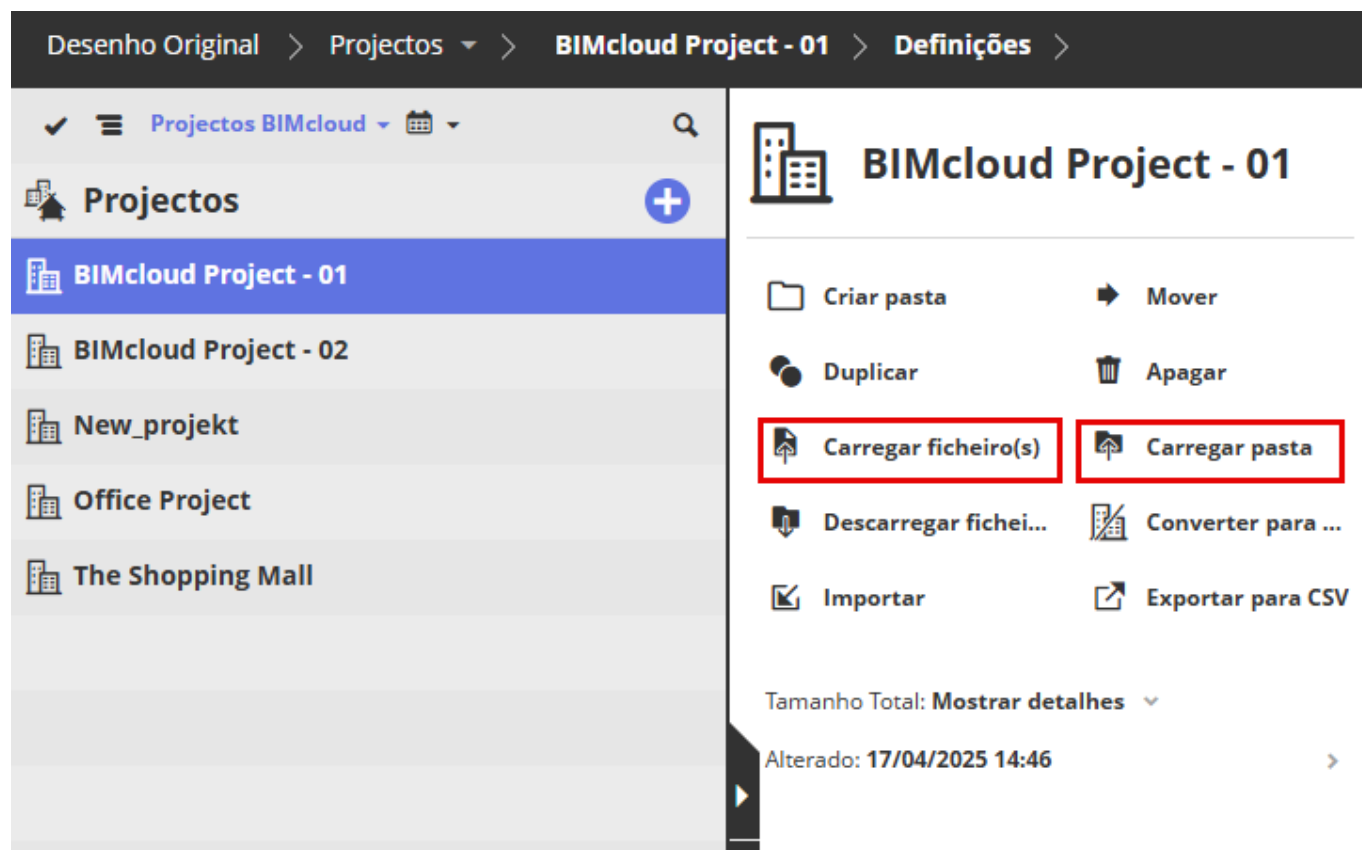 Desenho Original > Projectos > BIMcloud Project - 01 > Definições >
Projectos BIMcloud
Projectos
BIMcloud Project - 01
BIMcloud Project - 02
New_projekt
Office Project
The Shopping Mall
BIMcloud Project - 01
Criar pasta
Mover
Duplicar
Apagar
Carregar ficheiro(s)
Carregar pasta
Descarregar fichei...
Converter para ...
Importar
Exportar para CSV
Tamanho Total: Mostrar detalhes
Alterado: 17/04/2025 14:46